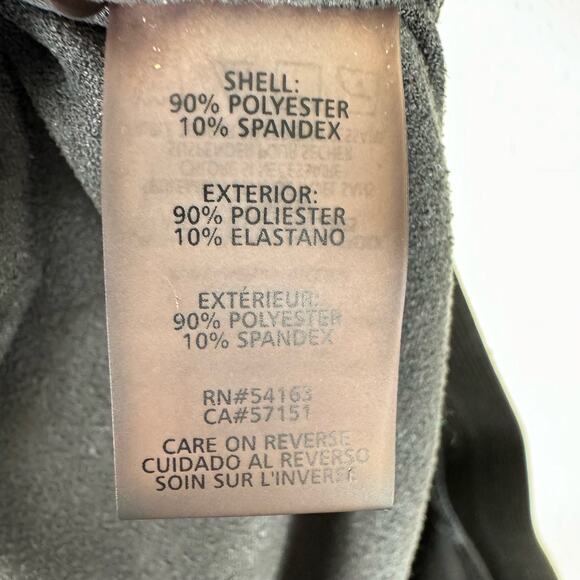 SHELL:
90% POLYESTER
10% SPANDEX
EXTERIOR:
90% POLIESTER
10% ELASTANO
EXTÉRIEUR:
90% POLYESTER
10% SPANDEX
RN#54163
CA#57151
CARE ON REVERSE
CUIDADO AL REVERSO
SOIN SUR L'INVERSE